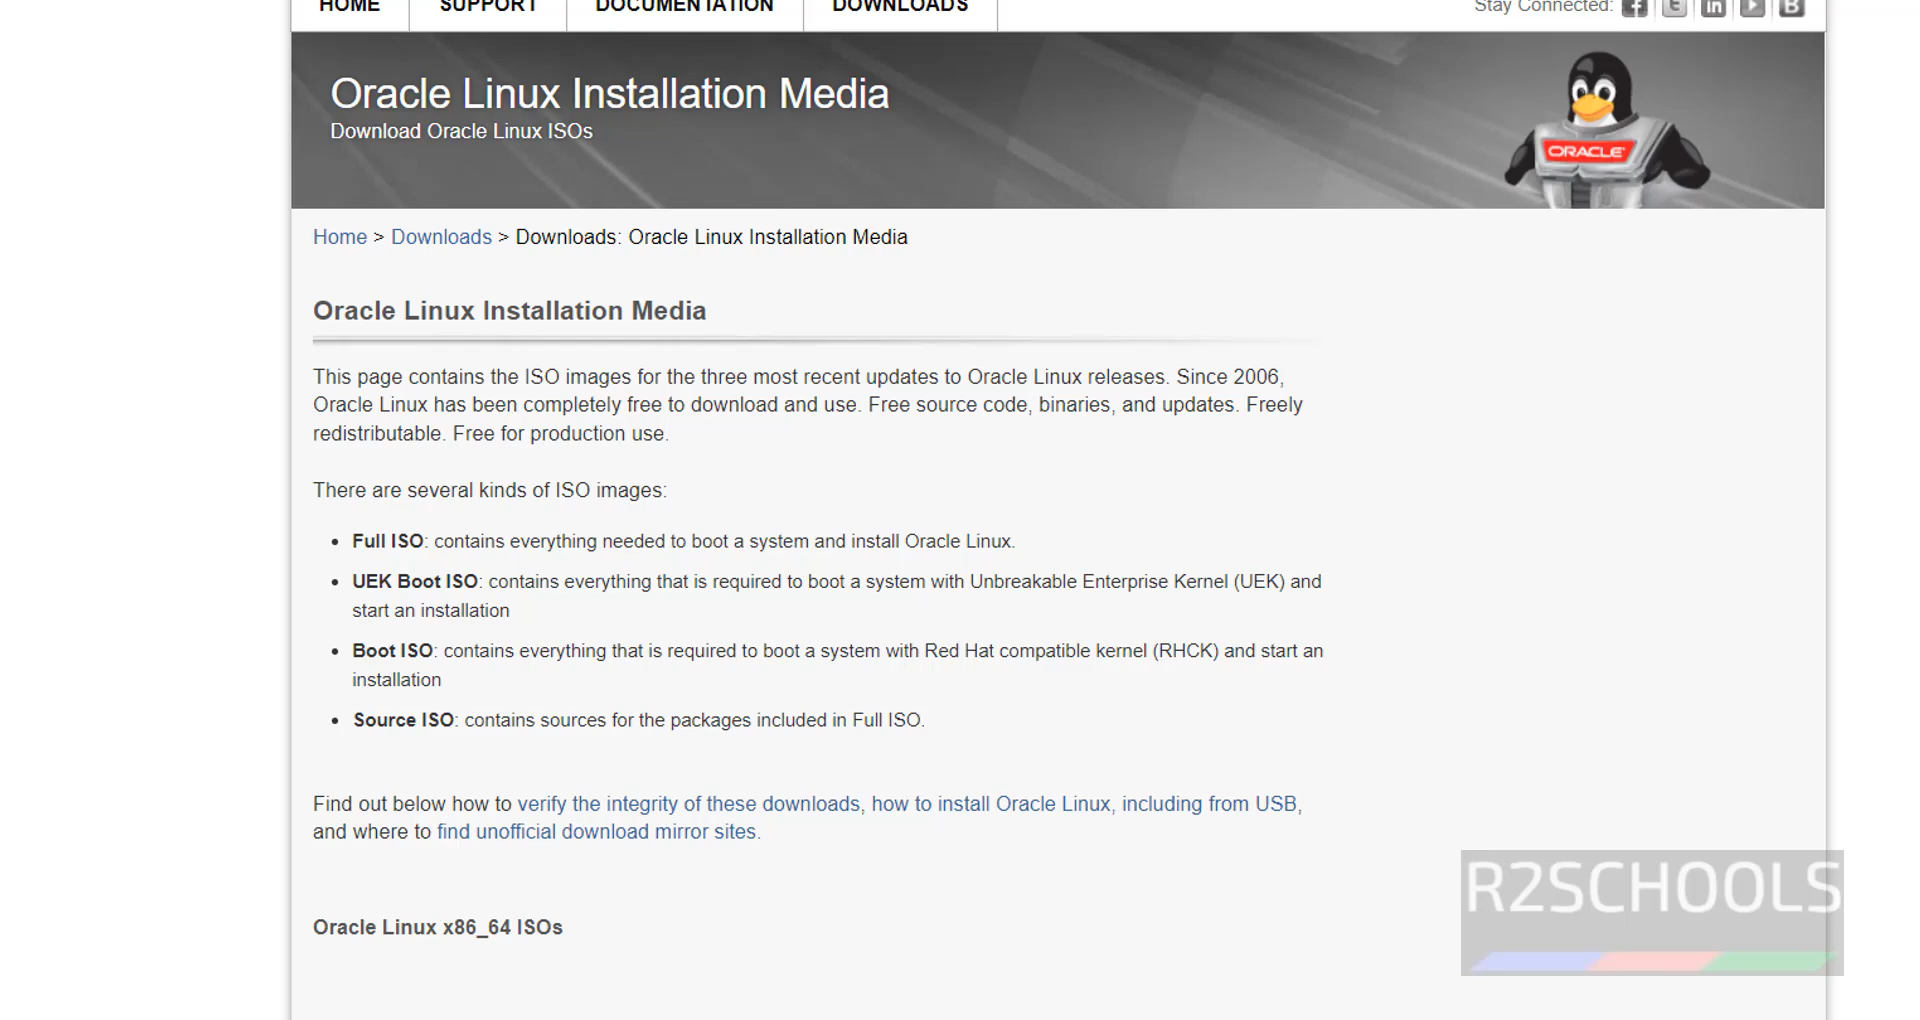 HOME SUPPORT DOCUMENTATION DOWNLOADS Stay Connected:
Oracle Linux Installation Media
Download Oracle Linux ISOs
ORACLE
Home > Downloads > Downloads: Oracle Linux Installation Media
Oracle Linux Installation Media
This page contains the ISO images for the three most recent updates to Oracle Linux releases. Since 2006,
Oracle Linux has been completely free to download and use. Free source code, binaries, and updates. Freely
redistributable. Free for production use.
There are several kinds of ISO images:
• Full ISO: contains everything needed to boot a system and install Oracle Linux.
• UEK Boot ISO: contains everything that is required to boot a system with Unbreakable Enterprise Kernel (UEK) and
start an installation
• Boot ISO: contains everything that is required to boot a system with Red Hat compatible kernel (RHCK) and start an
installation
• Source ISO: contains sources for the packages included in Full ISO.
Find out below how to verify the integrity of these downloads, how to install Oracle Linux, including from USB,
and where to find unofficial download mirror sites.
R2SCHOOLS
Oracle Linux x86_64 ISOs